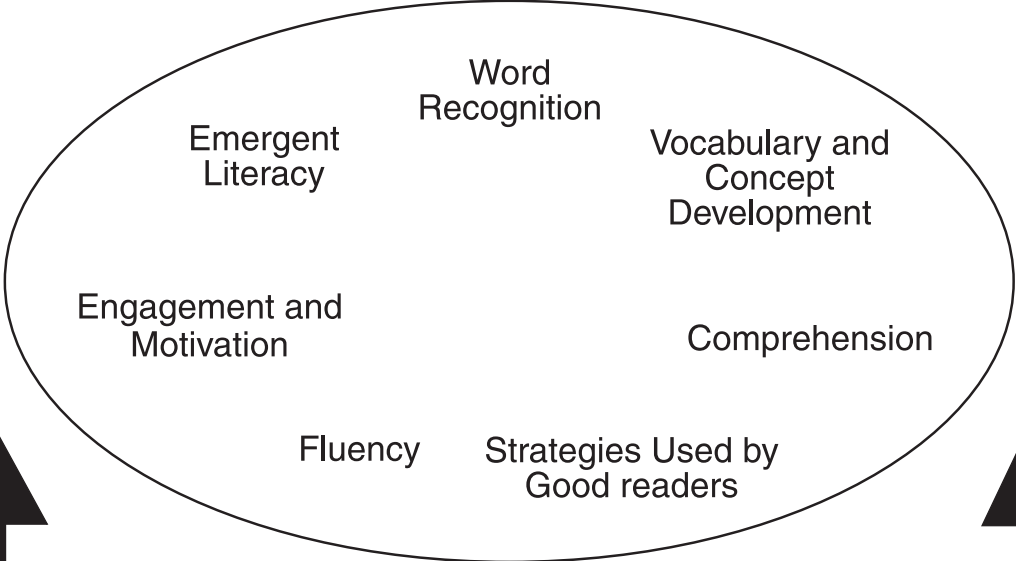 Word
Recognition
Emergent
Literacy
Vocabulary and
Concept
Development
Engagement and
Motivation
Comprehension
Fluency
Strategies Used by
Good readers